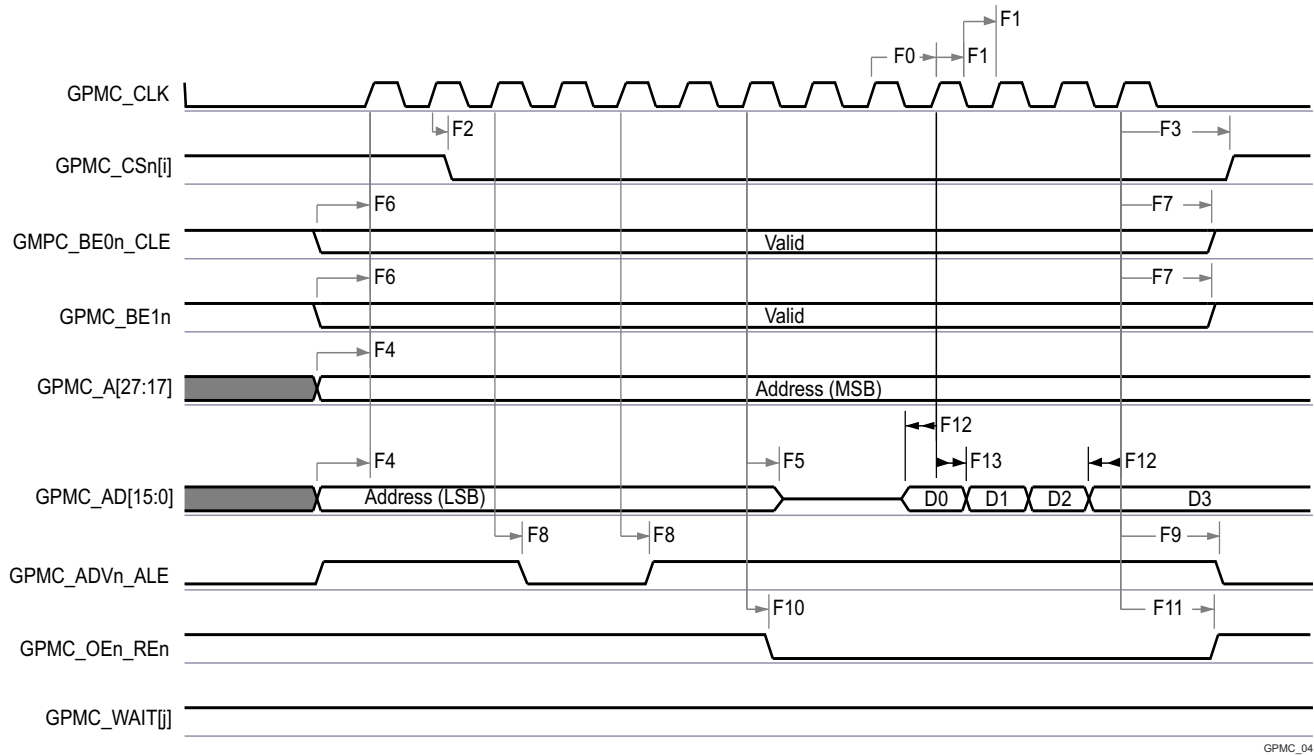 F1
F0
F1
GPMC_CLK
F2
F3
GPMC_CSn[i]
F6
F7
GMPC_BE0n_CLE
Valid
F6
F7
GPMC_BE1n
Valid
F4
GPMC_A[27:17]
Address (MSB)
F12
F4
F5
F13
F12
GPMC_AD[15:0]
Address (LSB)
D0
D1
D2
D3
F8
F8
F9
GPMC_ADVn_ALE
F10
F11
GPMC_OEn_REn
GPMC_WAIT[j]
GPMC_04